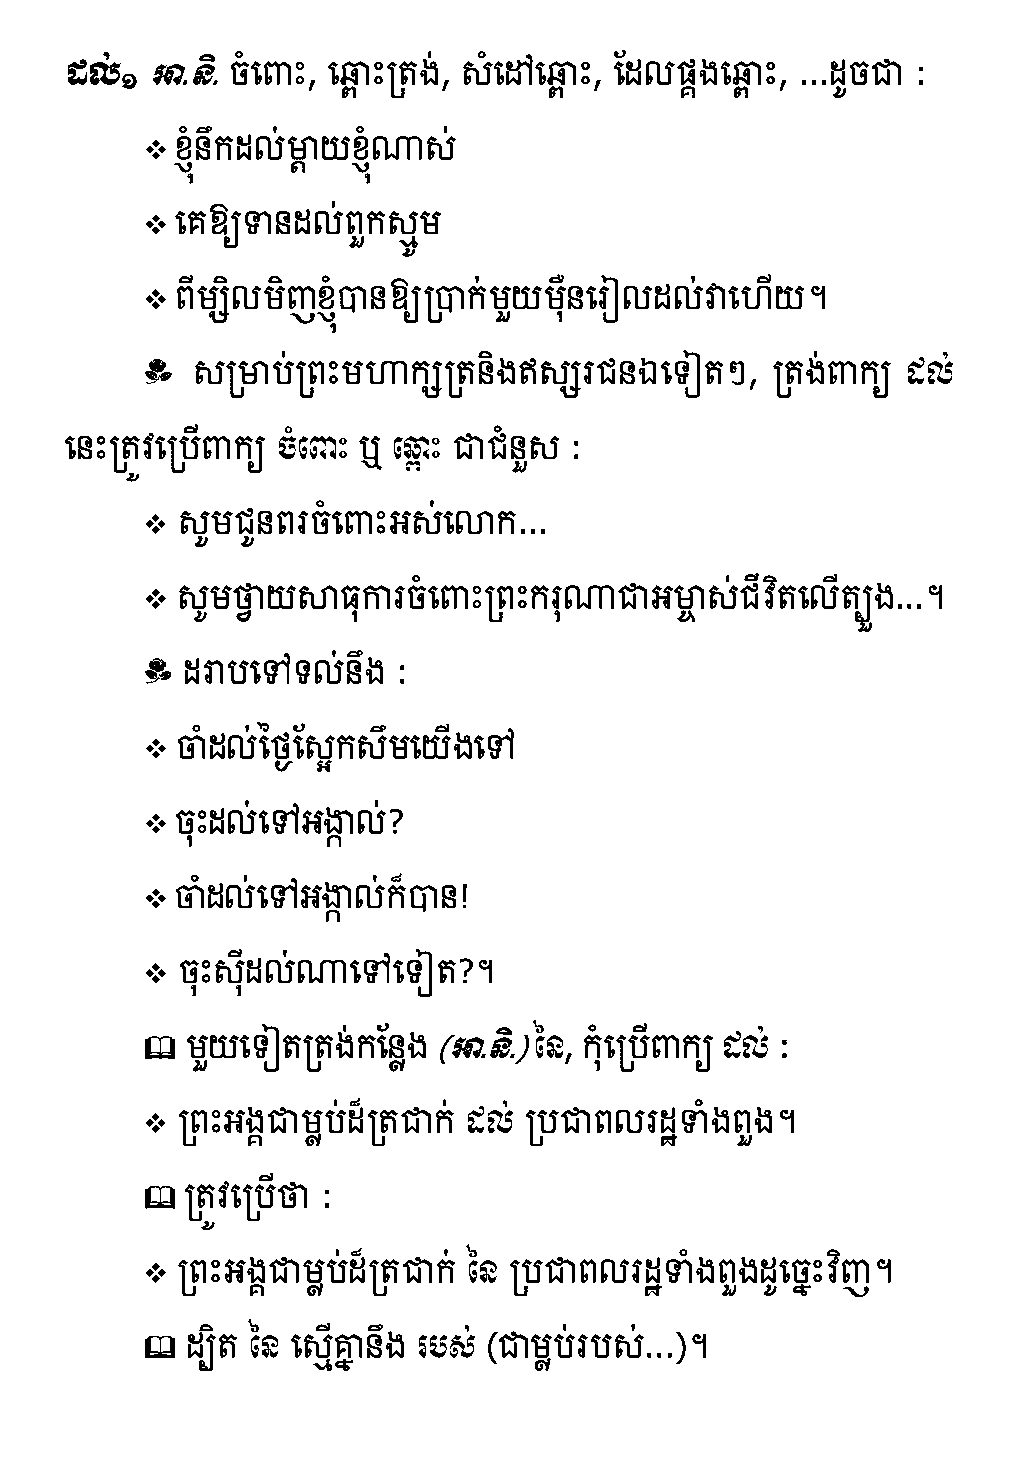 ដល់១ អា.និ. ចំពោះ, ឆ្ពោះត្រង់, សំដៅឆ្ពោះ, ដែលផ្គងឆ្ពោះ, ...ដូចជា :
❖ ខ្ញុំនឹកដល់ម្ដាយខ្ញុំណាស់
❖ គេឱ្យទានដល់ពួកស្មូម
❖ ពីម្សិលមិញខ្ញុំបានឱ្យប្រាក់មួយម៉ឺនរៀលដល់វាហើយ។
សម្រាប់ព្រះមហាក្សត្រនិងឥស្សរជនឯទៀតៗ, ត្រង់ពាក្យ ដល់
នេះត្រូវប្រើពាក្យ ចំពោះ ឬ ឆ្ពោះ ជាជំនួស :
❖ សូមជូនពរចំពោះអស់លោក...
❖ សូមថ្វាយសាធុការចំពោះព្រះករុណាជាអម្ចាស់ជីវិតលើត្បួង...។
ដរាបទៅទល់នឹង :
❖ ចាំដល់ថ្ងៃស្អែកសឹមយើងទៅ
❖ ចុះដល់ទៅអង្កាល់?
❖ ចាំដល់ទៅអង្កាល់ក៏បាន!
❖ ចុះស៊ីដល់ណាទៅទៀត?។
🕮 មួយទៀតត្រង់កន្លែង (អា.និ.) នៃ, កុំប្រើពាក្យ ដល់ :
❖ ព្រះអង្គជាម្លប់ដ៏ត្រជាក់ ដល់ ប្រជាពលរដ្ឋទាំងពួង។
🕮 ត្រូវប្រើថា :
❖ ព្រះអង្គជាម្លប់ដ៏ត្រជាក់ នៃ ប្រជាពលរដ្ឋទាំងពួងដូច្នេះវិញ។
🕮 ដ្បិត នៃ ស្មើគ្នានឹង របស់ (ជាម្លប់របស់...)។